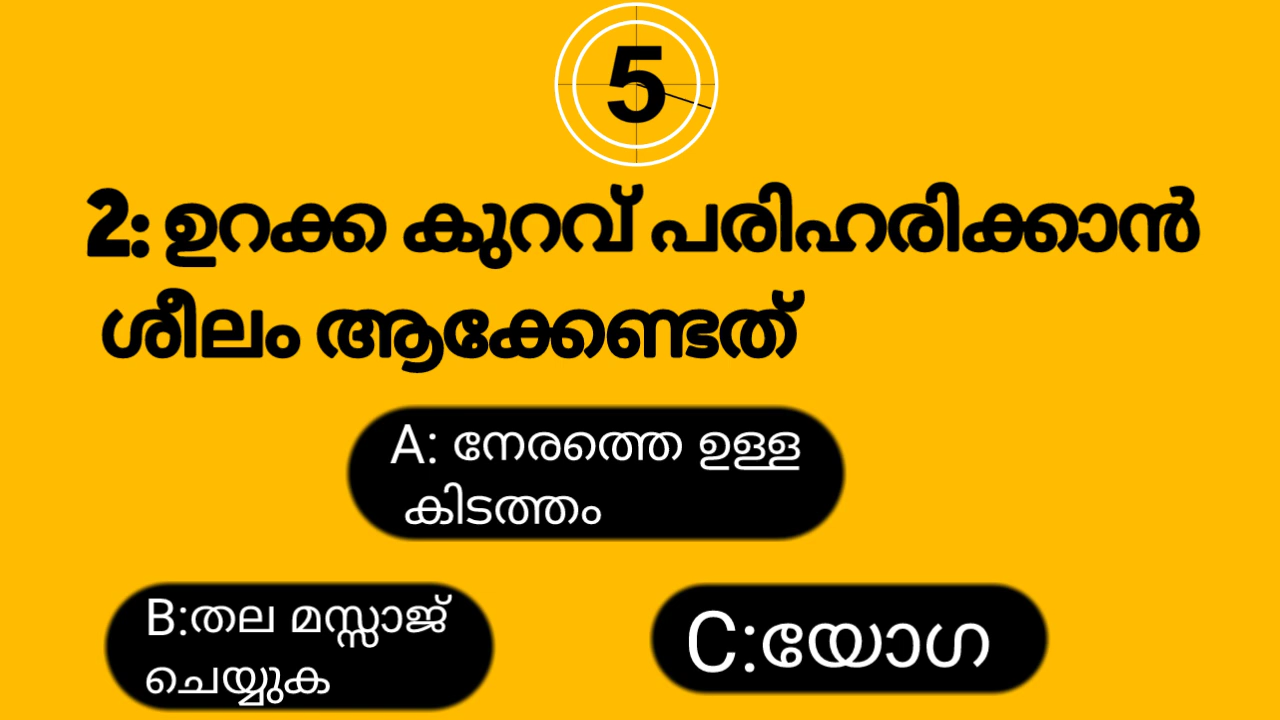 5
2: ഉറക്ക കുറവ് പരിഹരിക്കാൻ
ശീലം ആക്കേണ്ടത്
A: നേരത്തെ ഉള്ള
കിടത്തം
B:തല മസ്സാജ്
ചെയ്യുക
C:യോഗ